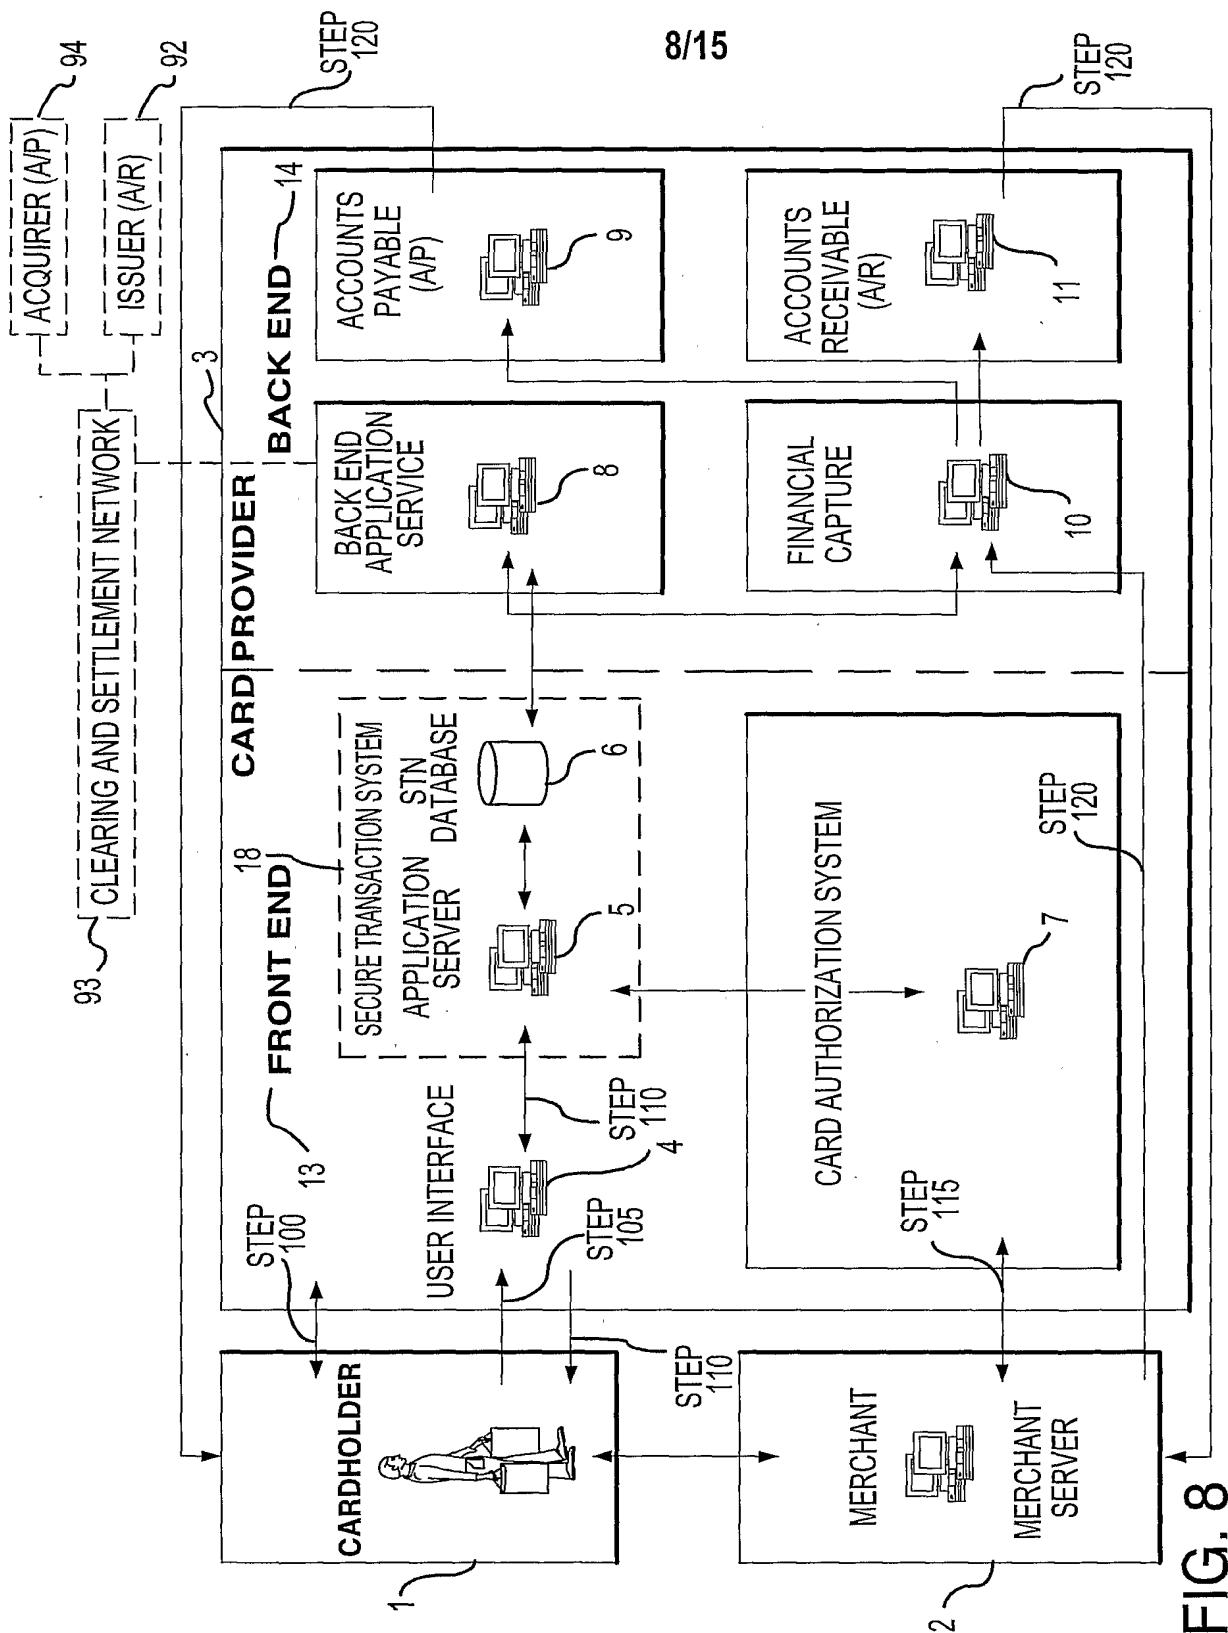 8/15
93
CLEARING AND SETTLEMENT NETWORK
ACQUIRER (A/P)
94
ISSUER (A/R)
92
3
CARD PROVIDER
13
FRONT END
BACK END
14
STEP
120
STEP
100
CARDHOLDER
1
USER INTERFACE
4
STEP
105
STEP
110
STEP
110
18
SECURE TRANSACTION SYSTEM
APPLICATION
SERVER
5
STN
DATABASE
6
BACK END
APPLICATION
SERVICE
8
ACCOUNTS
PAYABLE
(A/P)
9
MERCHANT
MERCHANT
SERVER
2
STEP
115
CARD AUTHORIZATION SYSTEM
7
STEP
120
FINANCIAL
CAPTURE
10
ACCOUNTS
RECEIVABLE
(A/R)
11
STEP
120
FIG. 8